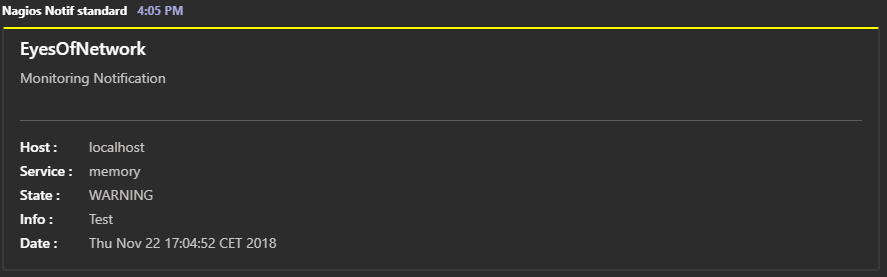 Nagios Notif standard 4:05 PM
EyesOfNetwork
Monitoring Notification
Host : localhost
Service : memory
State : WARNING
Info : Test
Date : Thu Nov 22 17:04:52 CET 2018